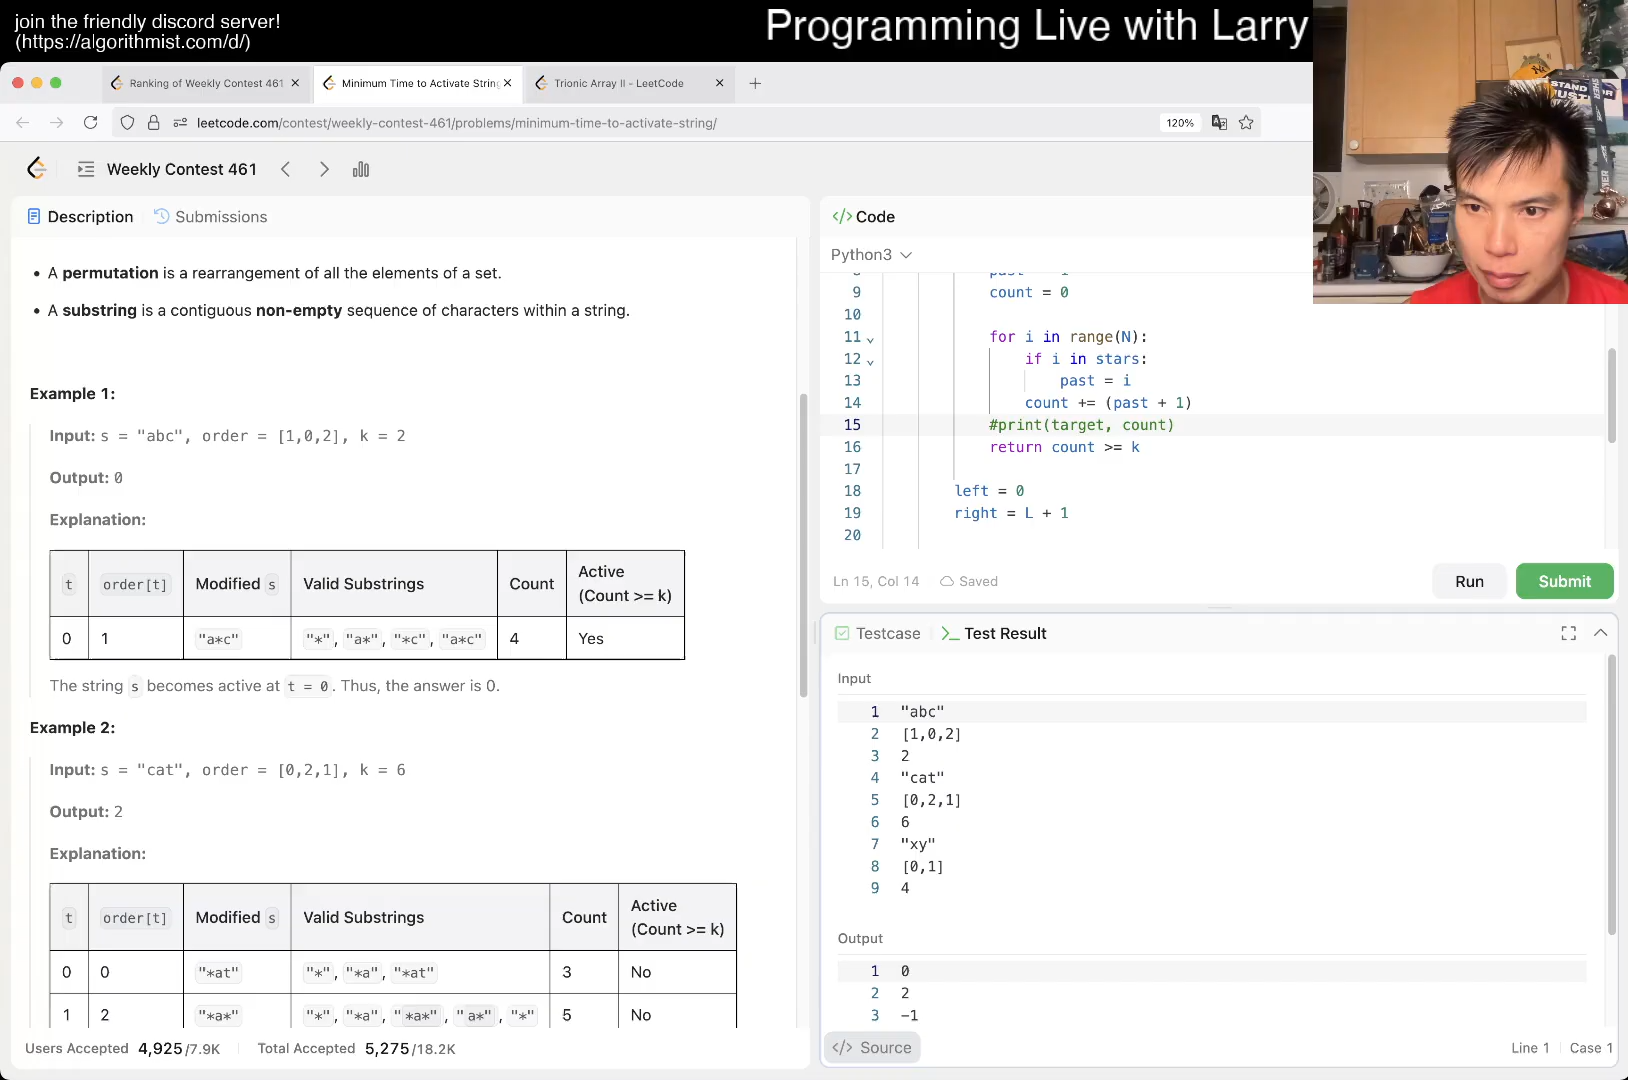 join the friendly discord server!
(https://algorithmist.com/d/)
Programming Live with Larry
Ranking of Weekly Contest 461
Minimum Time to Activate String
Trionic Array II - LeetCode
leetcode.com/contest/weekly-contest-461/problems/minimum-time-to-activate-string/
120%
Weekly Contest 461
Description
Submissions
• A permutation is a rearrangement of all the elements of a set.
• A substring is a contiguous non-empty sequence of characters within a string.
Example 1:
Input: s = "abc", order = [1,0,2], k = 2
Output: 0
Explanation:
t order[t] Modified s Valid Substrings Count Active (Count >= k)
0 1 "a*c" "*", "a*", "*c", "a*c" 4 Yes
The string s becomes active at t = 0. Thus, the answer is 0.
Example 2:
Input: s = "cat", order = [0,2,1], k = 6
Output: 2
Explanation:
t order[t] Modified s Valid Substrings Count Active (Count >= k)
0 0 "*at" "*", "*a", "*at" 3 No
1 2 "*a*" "*", "*a", "*a*", "a*", "*" 5 No
Users Accepted 4,925/7.9K
Total Accepted 5,275/18.2K
</> Code
Python3
9 count = 0
10
11 for i in range(N):
12 if i in stars:
13 past = i
14 count += (past + 1)
15 #print(target, count)
16 return count >= k
17
18 left = 0
19 right = L + 1
20
Ln 15, Col 14
Saved
Run
Submit
Testcase
>_ Test Result
Input
1 "abc"
2 [1,0,2]
3 2
4 "cat"
5 [0,2,1]
6 6
7 "xy"
8 [0,1]
9 4
Output
1 0
2 2
3 -1
</> Source
Line 1
Case 1